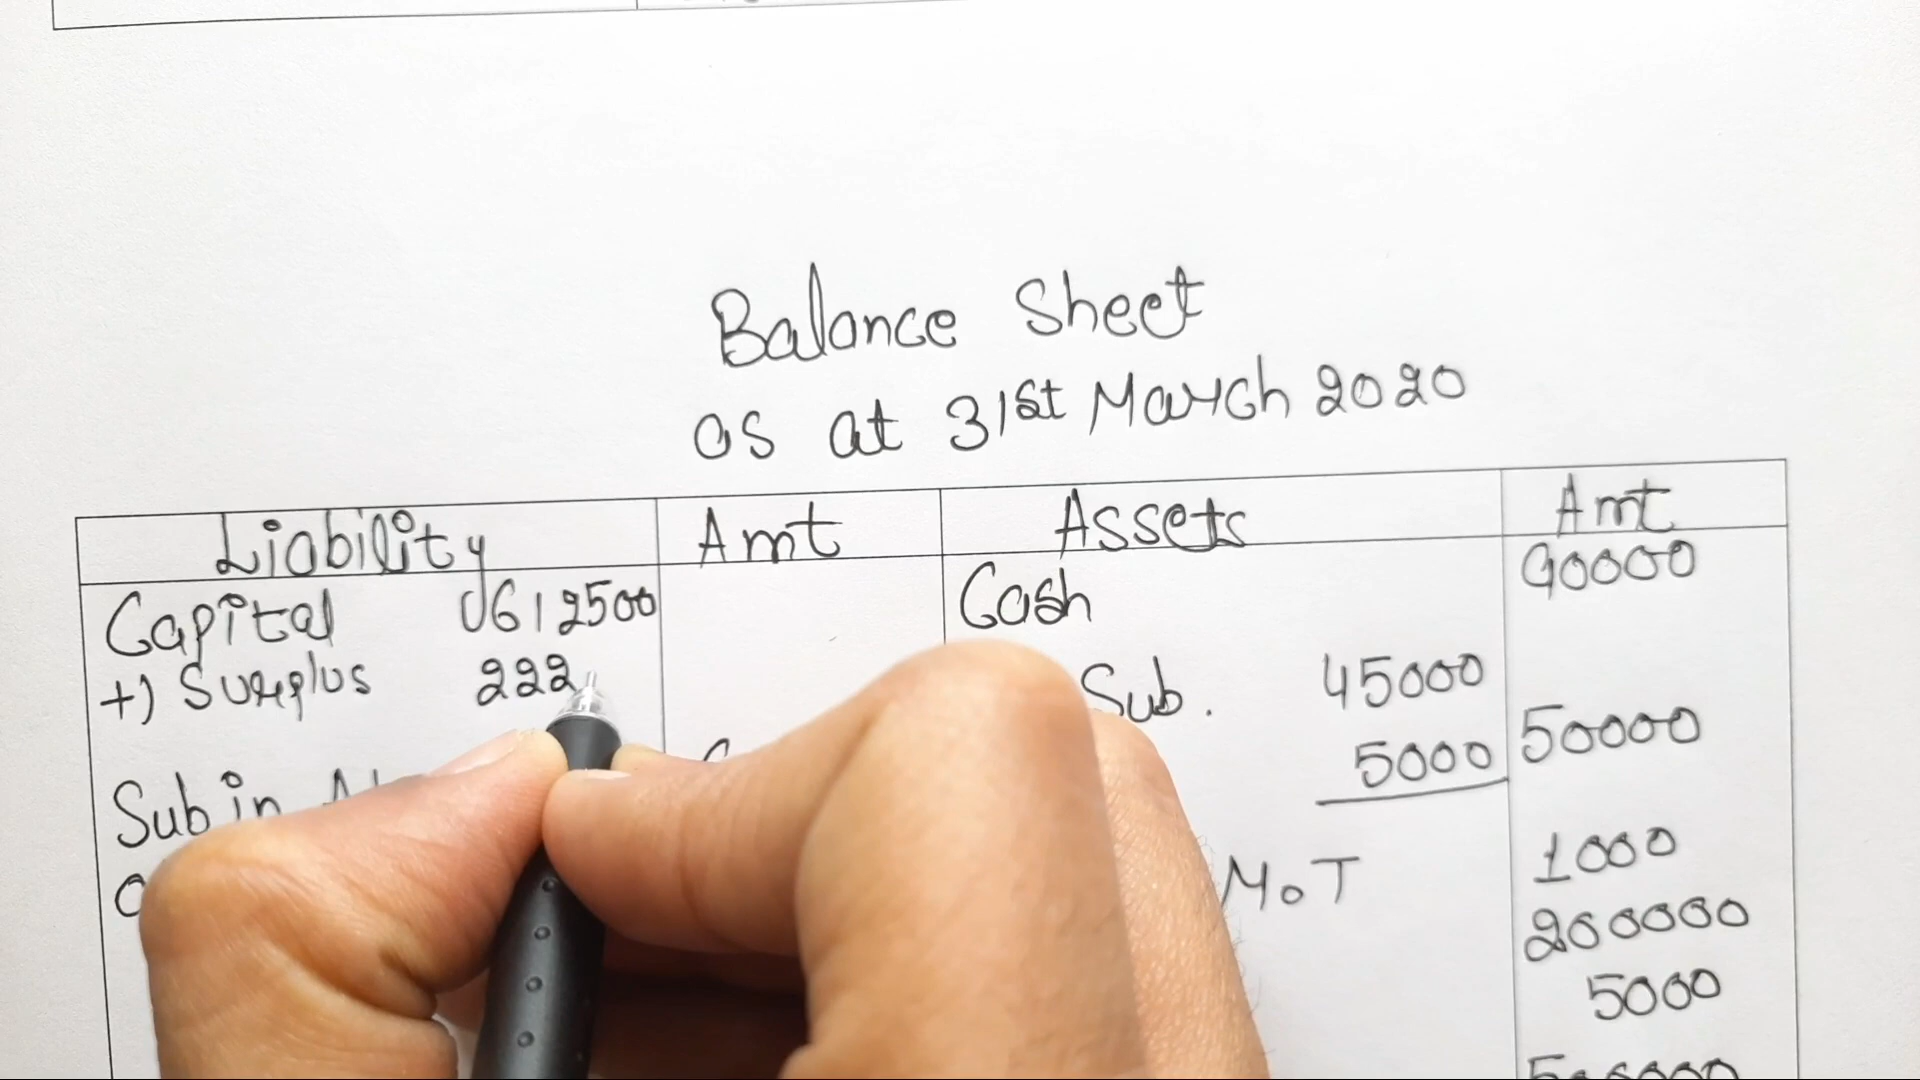 Balance Sheet
as at 31st March 2020
Liability Amt Assets Amt
Capital 612500 Cash 90000
+) Surplus 222 Sub. 45000
5000 50000
Sub in
1000
M.o T 200000
5000